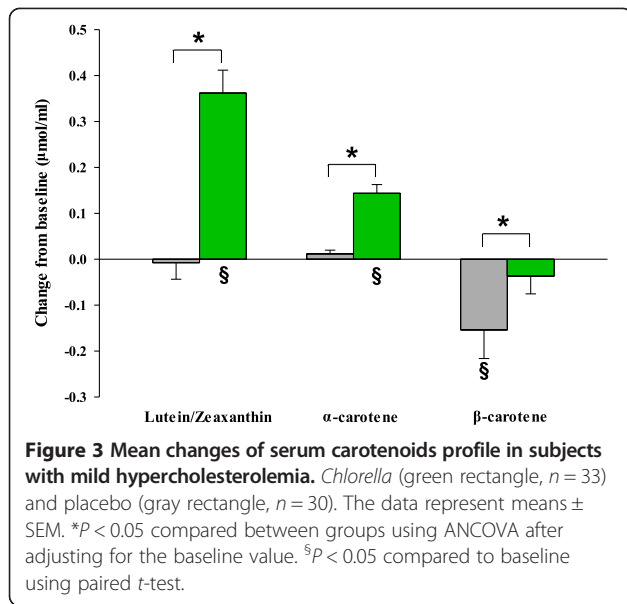 0.5
0.4
0.3
0.2
0.1
0.0
-0.1
-0.2
-0.3
Change from baseline (µmol/ml)
*
*
*
§
§
§
Lutein/Zeaxanthin α-carotene β-carotene
Figure 3 Mean changes of serum carotenoids profile in subjects
with mild hypercholesterolemia. Chlorella (green rectangle, n = 33)
and placebo (gray rectangle, n = 30). The data represent means ±
SEM. *P < 0.05 compared between groups using ANCOVA after
adjusting for the baseline value. §P < 0.05 compared to baseline
using paired t-test.